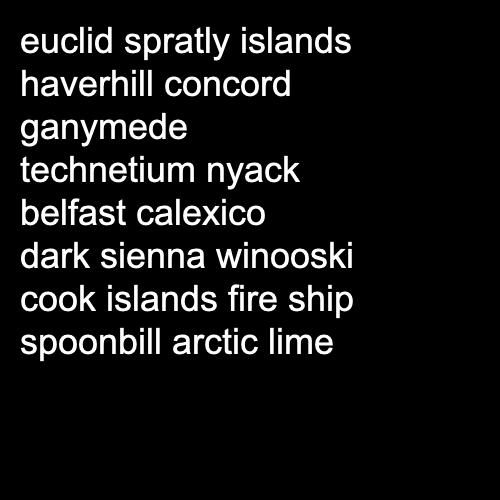 euclid spratly islands
haverhill concord
ganymede
technetium nyack
belfast calexico
dark sienna winooski
cook islands fire ship
spoonbill arctic lime